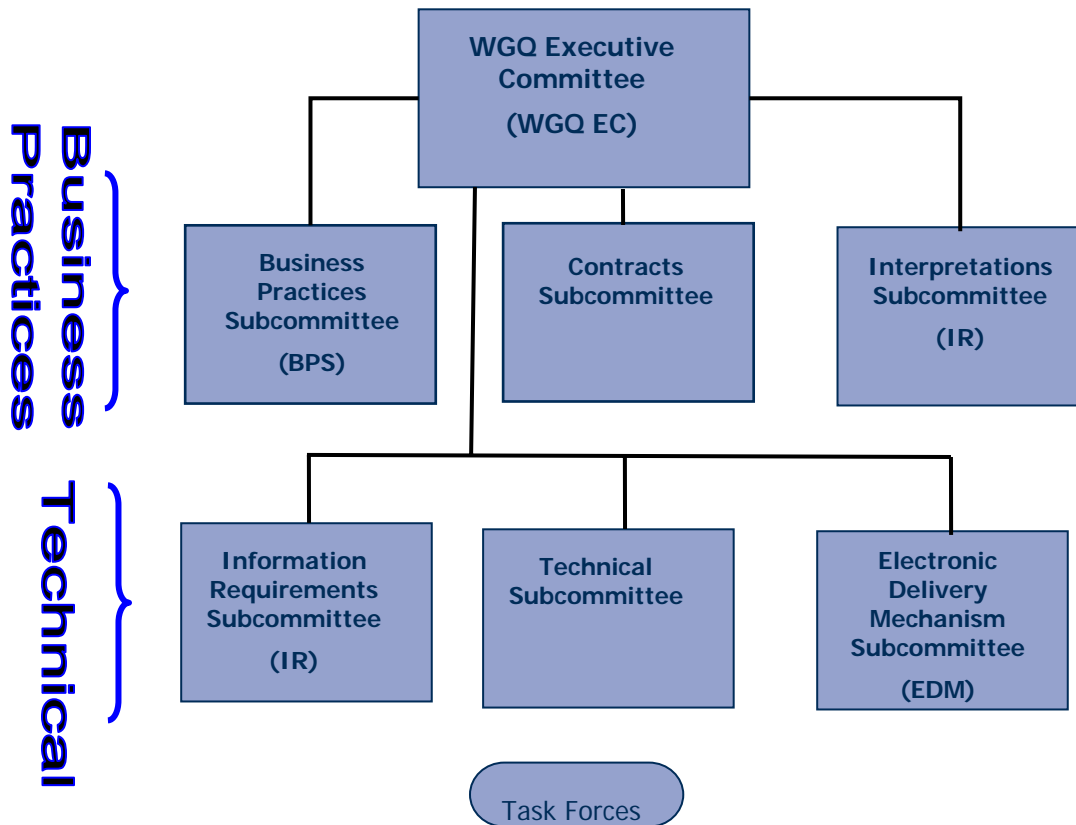 WGQ Executive
Committee
(WGQ EC)
Business
Practices
Business
Practices
Subcommittee
(BPS)
Contracts
Subcommittee
Interpretations
Subcommittee
(IR)
Technical
Information
Requirements
Subcommittee
(IR)
Technical
Subcommittee
Electronic
Delivery
Mechanism
Subcommittee
(EDM)
Task Forces